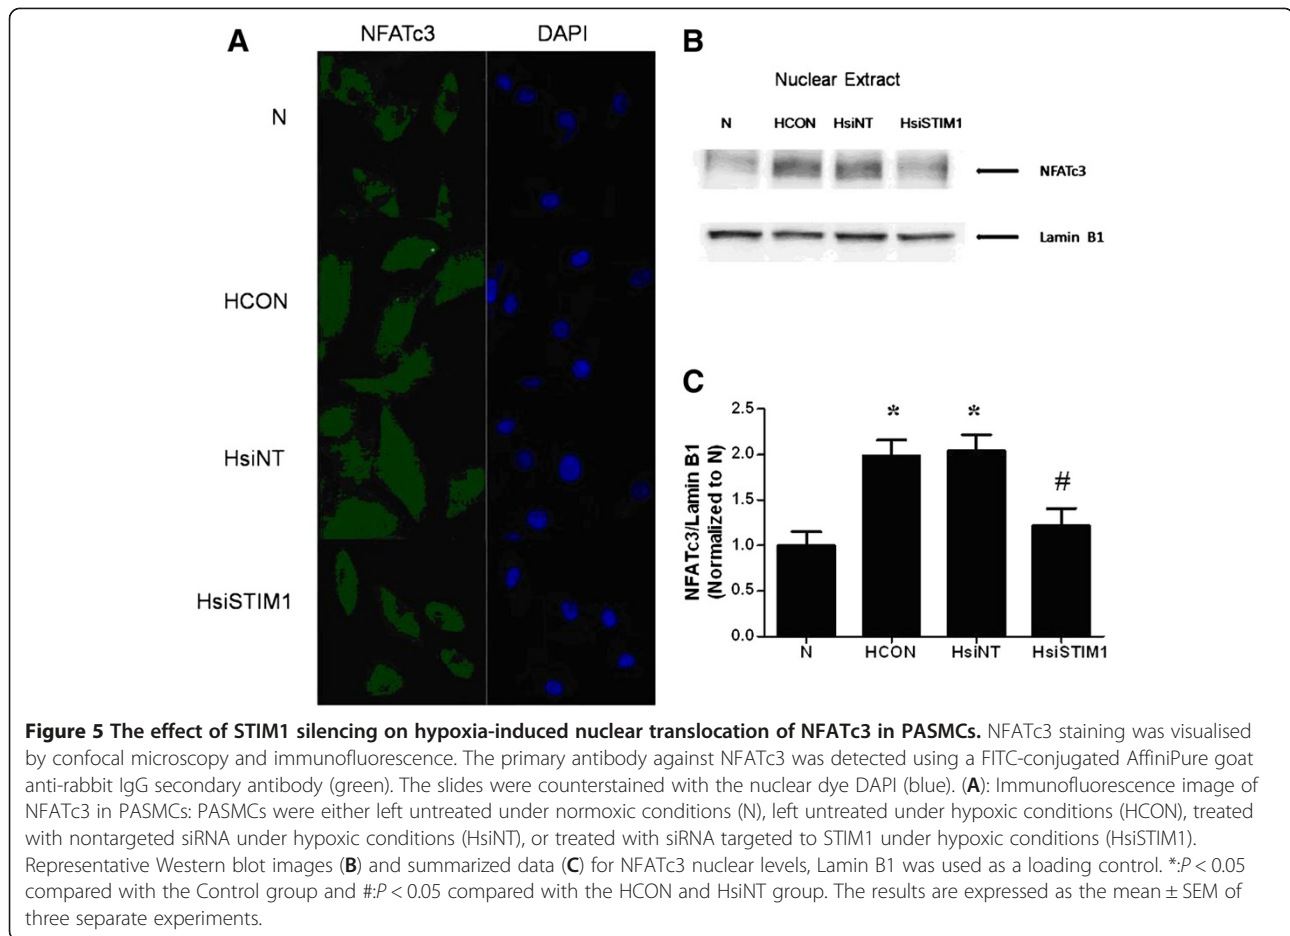 A
NFATc3 DAPI
N
HCON
HsiNT
HsiSTIM1
B
Nuclear Extract
N HCON HsiNT HsiSTIM1
NFATc3
Lamin B1
C
NFATc3/Lamin B1
(Normalized to N)
2.5
2.0
1.5
1.0
0.5
0.0
* * #
N HCON HsiNT HsiSTIM1
Figure 5 The effect of STIM1 silencing on hypoxia-induced nuclear translocation of NFATc3 in PASMCs. NFATc3 staining was visualised
by confocal microscopy and immunofluorescence. The primary antibody against NFATc3 was detected using a FITC-conjugated AffiniPure goat
anti-rabbit IgG secondary antibody (green). The slides were counterstained with the nuclear dye DAPI (blue). (A): Immunofluorescence image of
NFATc3 in PASMCs: PASMCs were either left untreated under normoxic conditions (N), left untreated under hypoxic conditions (HCON), treated
with nontargeted siRNA under hypoxic conditions (HsiNT), or treated with siRNA targeted to STIM1 under hypoxic conditions (HsiSTIM1).
Representative Western blot images (B) and summarized data (C) for NFATc3 nuclear levels, Lamin B1 was used as a loading control. *:P < 0.05
compared with the Control group and #:P < 0.05 compared with the HCON and HsiNT group. The results are expressed as the mean ± SEM of
three separate experiments.